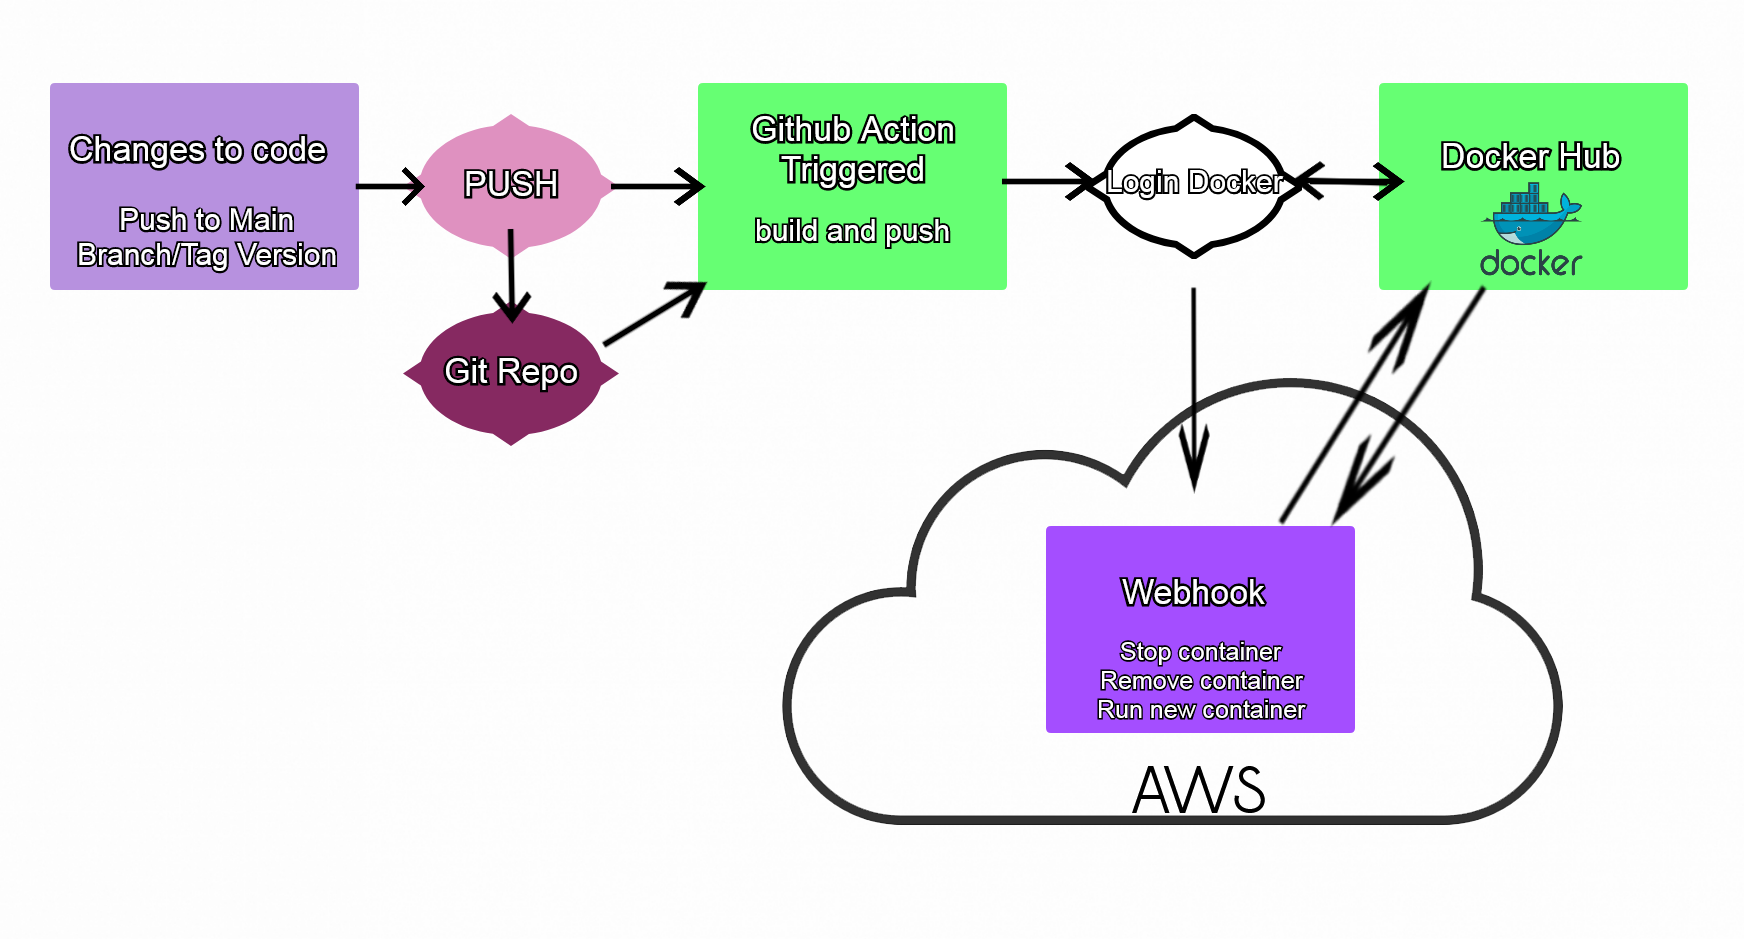 Changes to code
Push to Main
Branch/Tag Version
PUSH
Git Repo
Github Action
Triggered
build and push
Login Docker
Docker Hub
docker
Webhook
Stop container
Remove container
Run new container
AWS